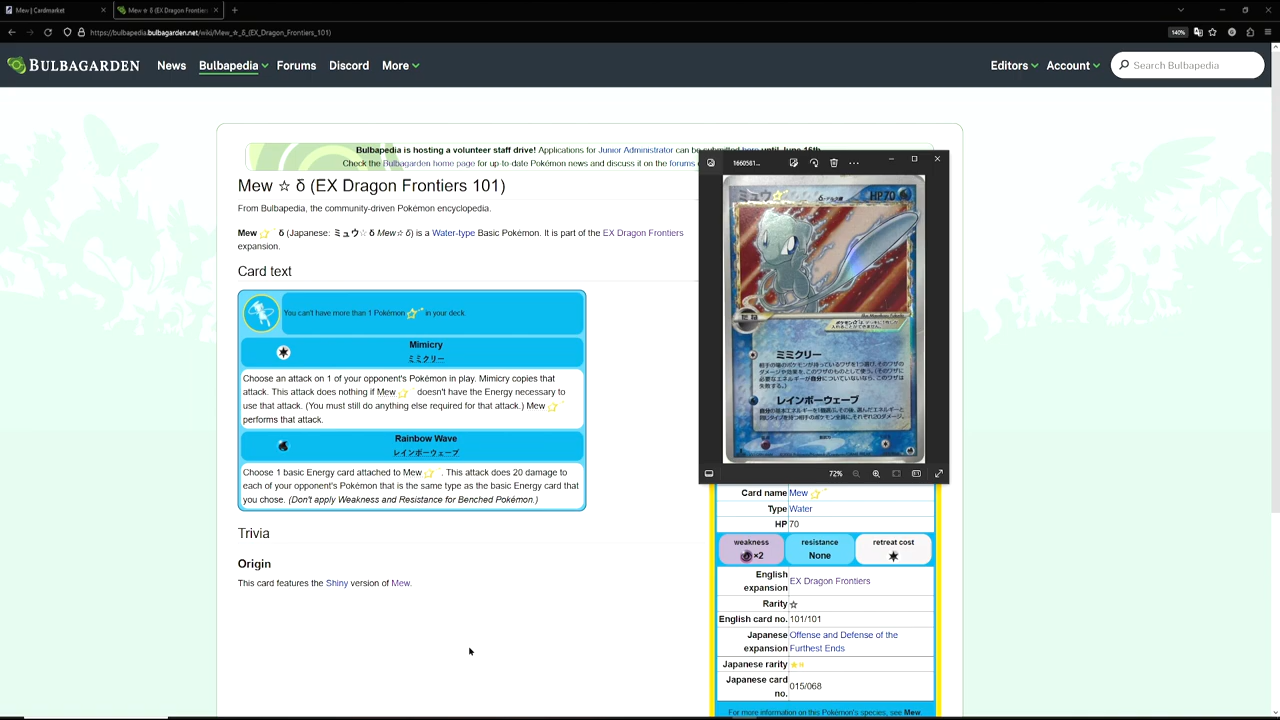 Mew | Cardmarket
Mew ☆ δ (EX Dragon Frontiers
https://bulbapedia.bulbagarden.net/wiki/Mew_☆_δ_(EX_Dragon_Frontiers_101)
140%
BULBAGARDEN
News
Bulbapedia
Forums
Discord
More
Editors
Account
Search Bulbapedia
Bulbapedia is hosting a volunteer staff drive! Applications for Junior Administrator can be submitted here until June 15th
Check the Bulbagarden home page for up-to-date Pokémon news and discuss it on the forums
Mew ☆ δ (EX Dragon Frontiers 101)
From Bulbapedia, the community-driven Pokémon encyclopedia.
Mew ☆ δ (Japanese: ミュウ☆ δ Mew☆ δ) is a Water-type Basic Pokémon. It is part of the EX Dragon Frontiers
expansion.
Card text
You can't have more than 1 Pokémon ☆ in your deck.
Mimicry
ミミクリー
Choose an attack on 1 of your opponent's Pokémon in play. Mimicry copies that
attack. This attack does nothing if Mew ☆ doesn't have the Energy necessary to
use that attack. (You must still do anything else required for that attack.) Mew ☆
performs that attack.
Rainbow Wave
レインボーウェーブ
Choose 1 basic Energy card attached to Mew ☆. This attack does 20 damage to
each of your opponent's Pokémon that is the same type as the basic Energy card that
you chose. (Don't apply Weakness and Resistance for Benched Pokémon.)
Trivia
Origin
This card features the Shiny version of Mew.
1660561...
ミュウ☆
HP70
ミミクリー
レインボーウェーブ
72%
Card name Mew ☆
Type Water
HP 70
weakness
×2
resistance
None
retreat cost
English
expansion EX Dragon Frontiers
Rarity ☆
English card no. 101/101
Japanese
expansion Offense and Defense of the
Furthest Ends
Japanese rarity ★★
Japanese card
no. 015/068
For more information on this Pokémon's species, see Mew